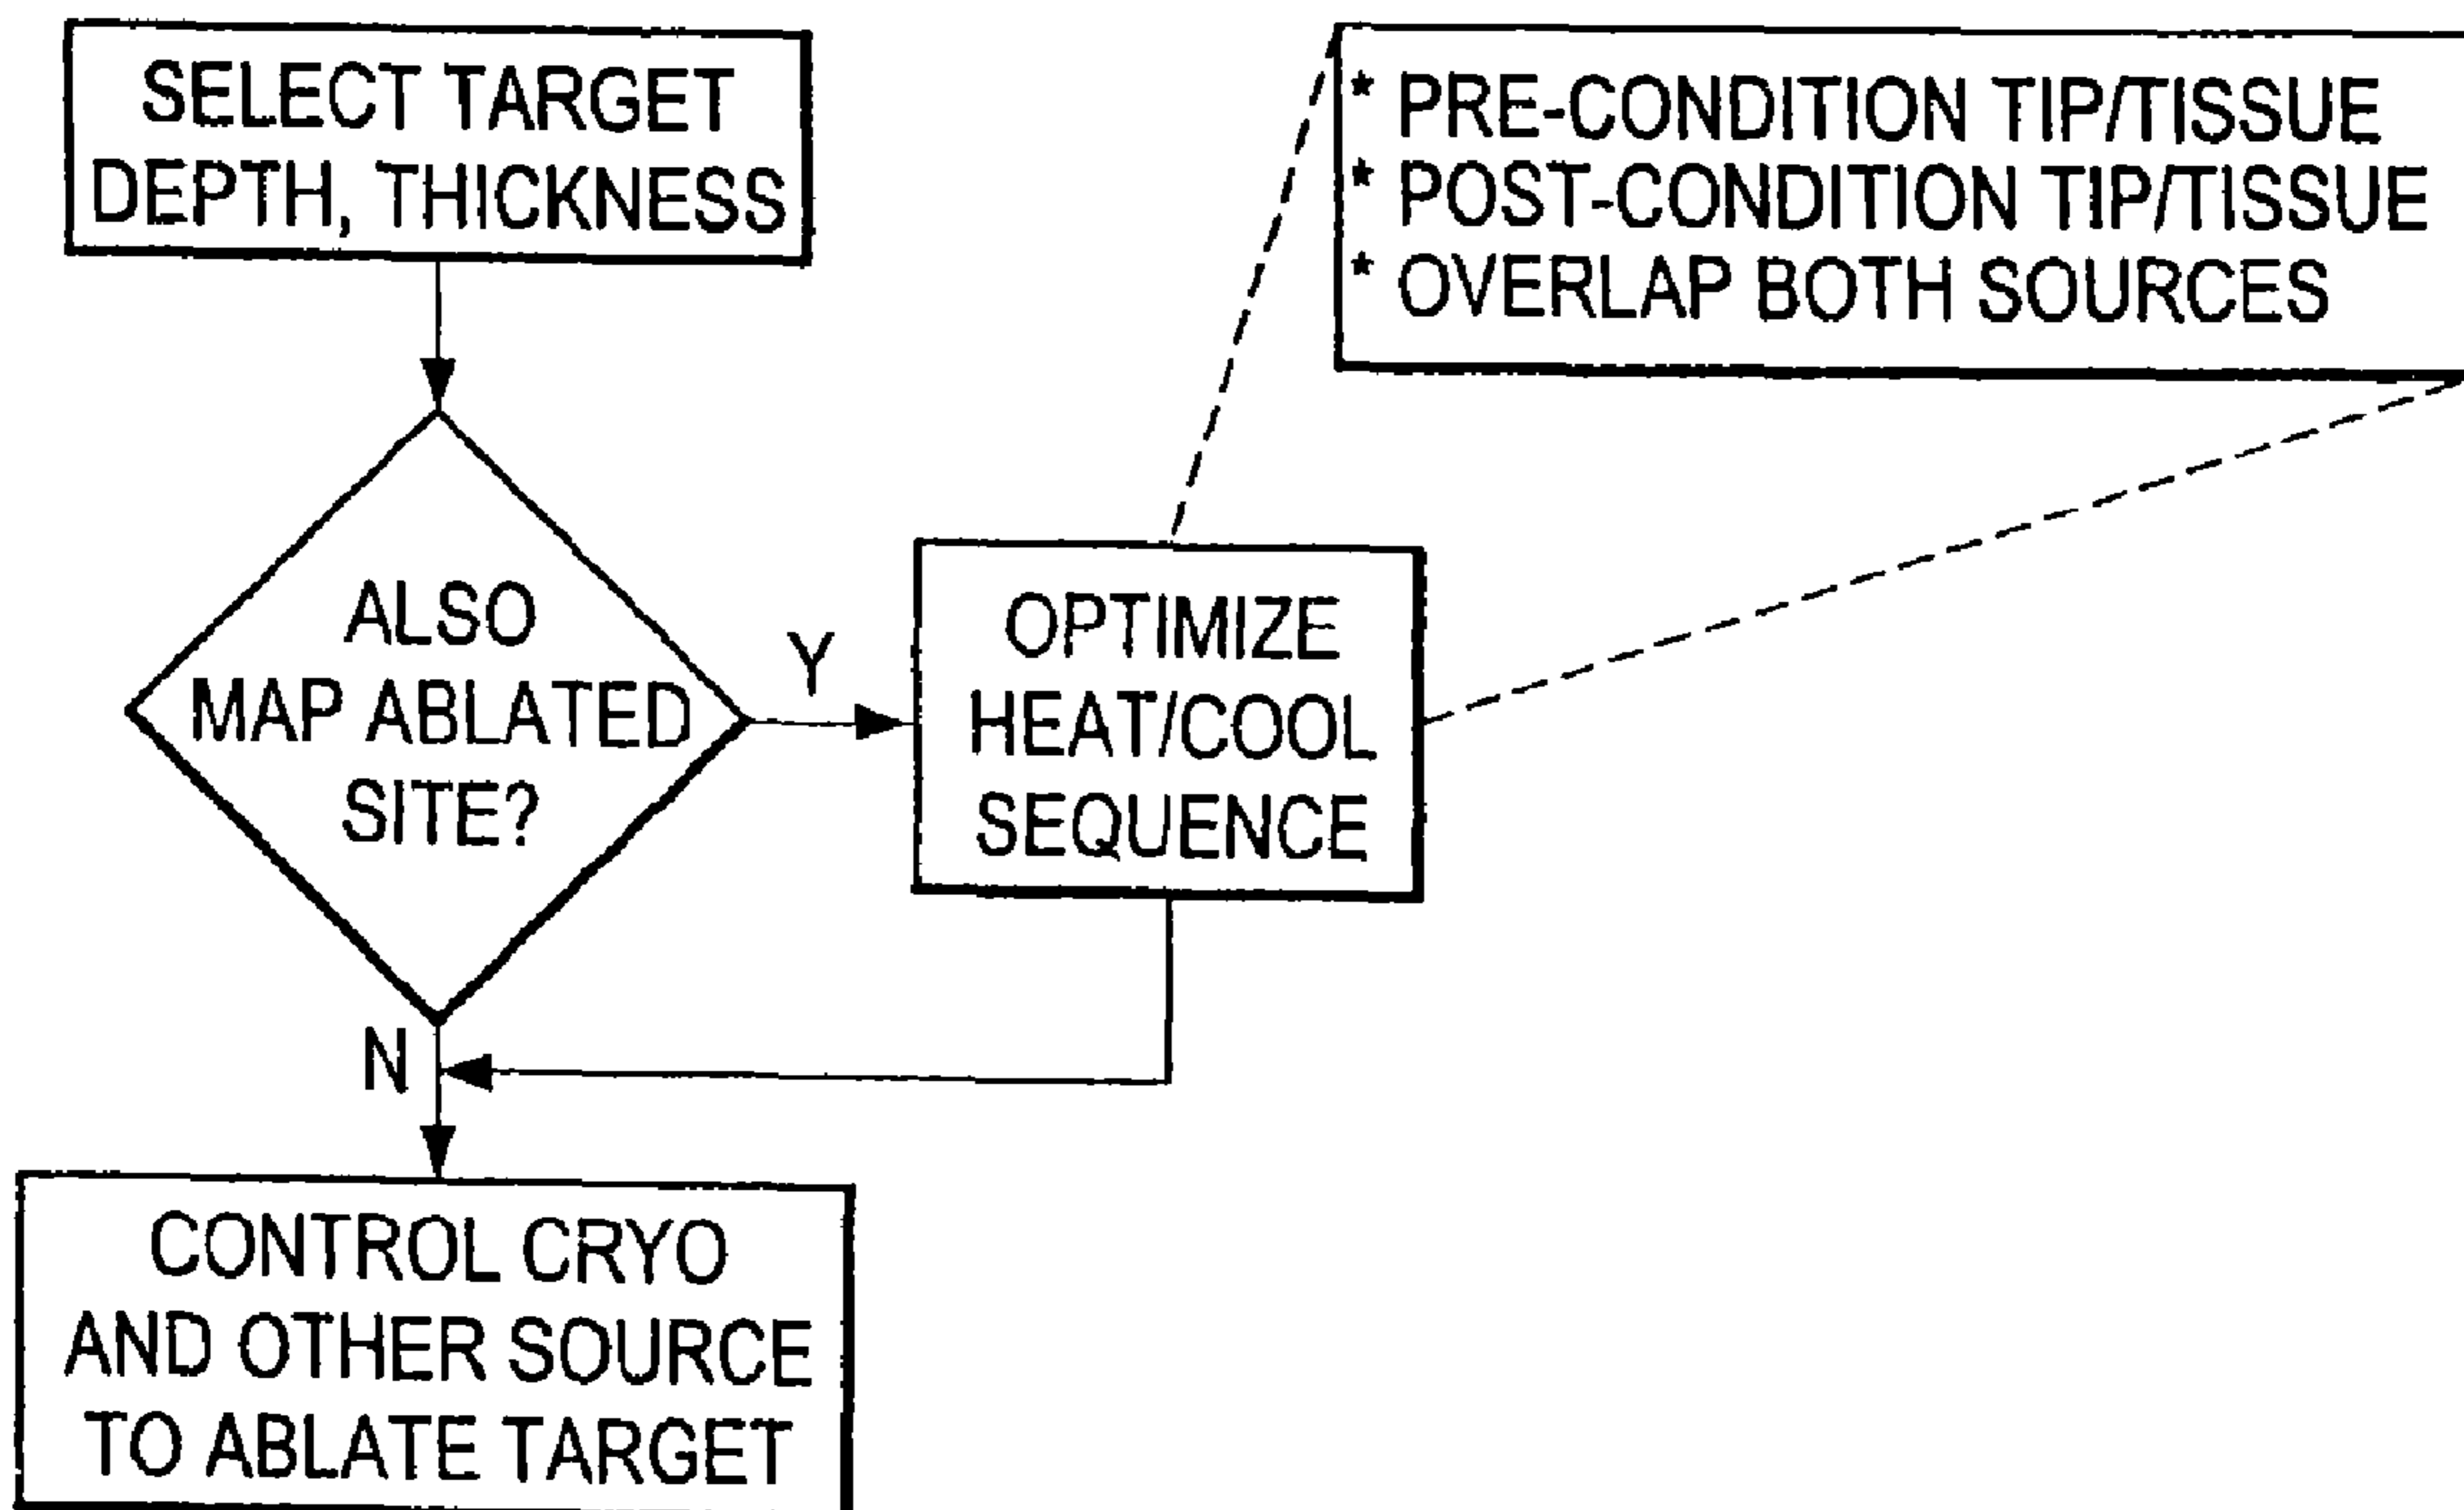 SELECT TARGET
DEPTH, THICKNESS
* PRE-CONDITION TIP/TISSUE
* POST-CONDITION TIP/TISSUE
* OVERLAP BOTH SOURCES
ALSO
MAP ABLATED
SITE?
Y
OPTIMIZE
HEAT/COOL
SEQUENCE
N
CONTROL CRYO
AND OTHER SOURCE
TO ABLATE TARGET